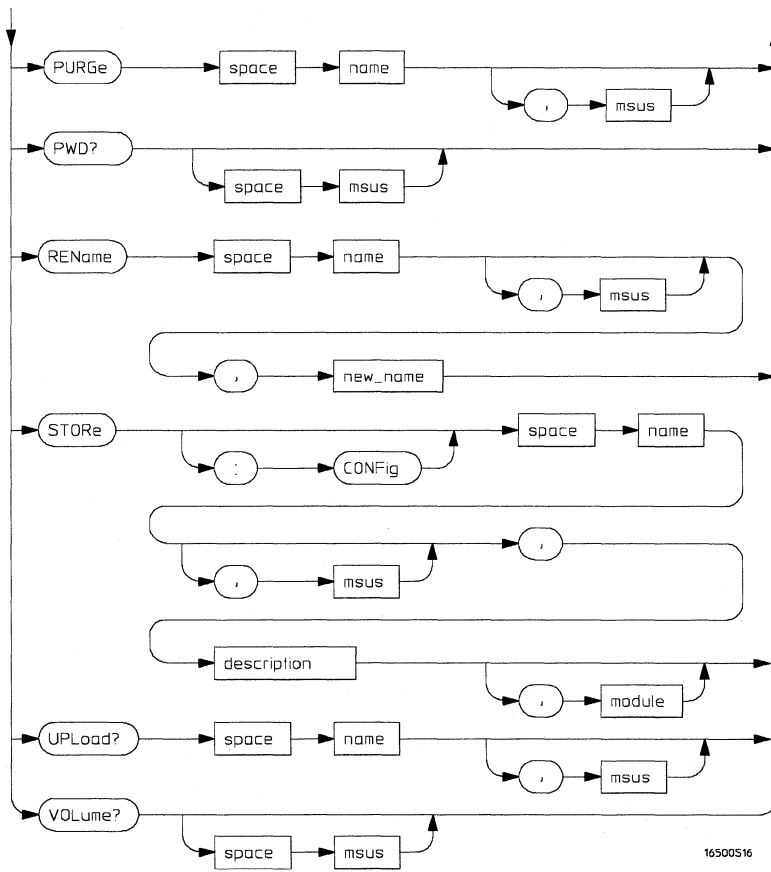 PURGe space name , msus
PWD? space msus
REName space name , msus
, new_name
STORe : CONFig space name
, msus ,
description , module
UPLoad? space name , msus
VOLume? space msus
16500S16